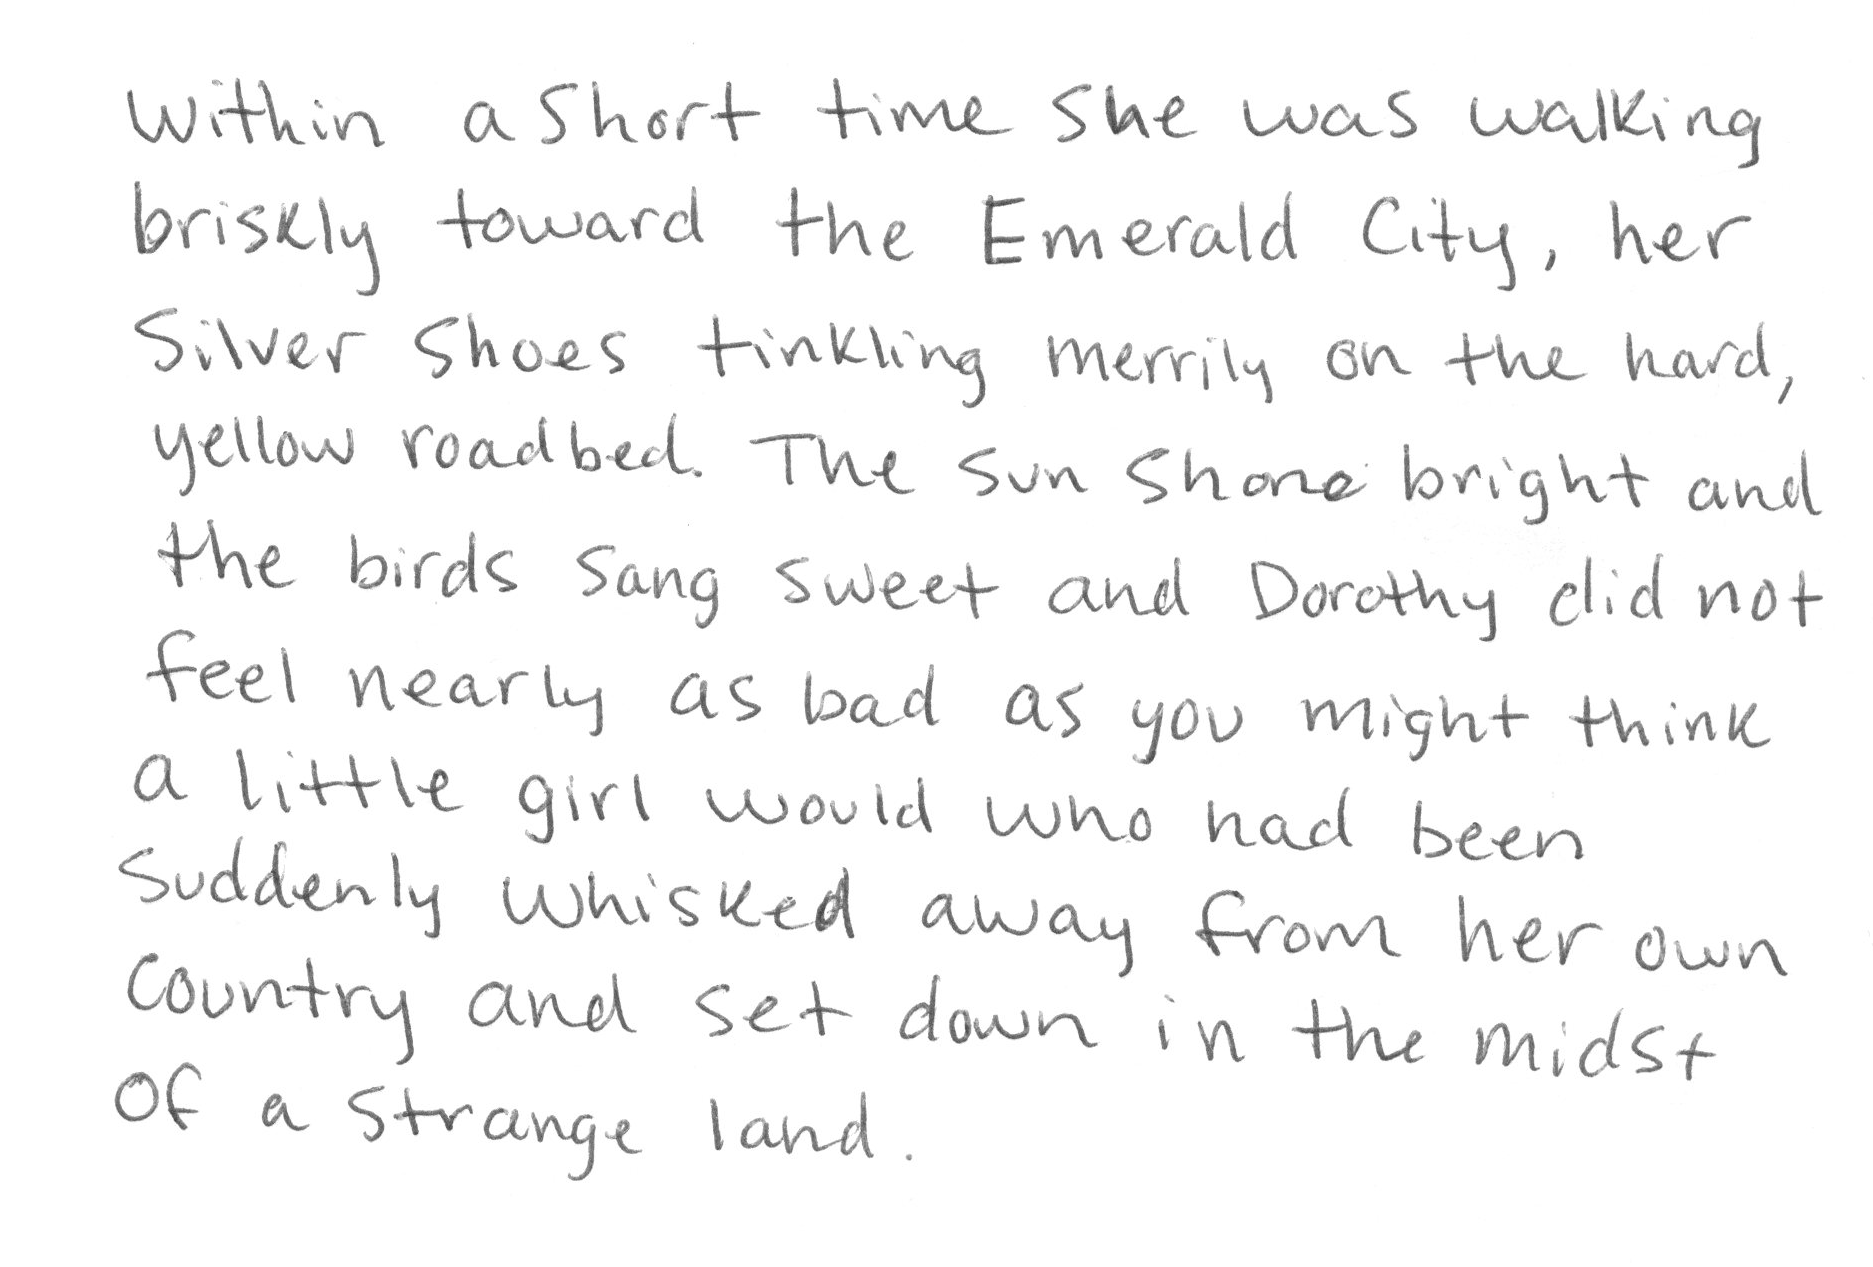 Within a short time she was walking
briskly toward the Emerald City, her
Silver Shoes tinkling merrily on the hard,
yellow roadbed. The sun shone bright and
the birds sang sweet and Dorothy did not
feel nearly as bad as you might think
a little girl would who had been
suddenly whisked away from her own
country and set down in the midst
of a strange land.